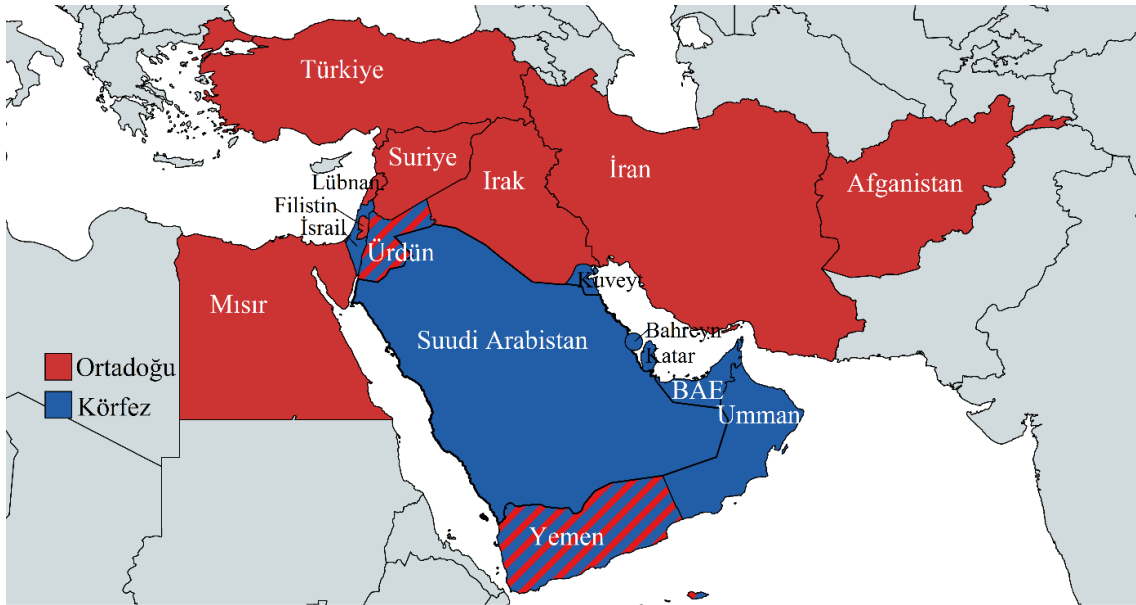 Türkiye
Suriye
Lübnan
Irak
İran
Afganistan
Filistin
İsrail
Ürdün
Mısır
Kuveyt
Suudi Arabistan
Bahreyn
Katar
BAE
Umman
Yemen
Ortadoğu
Körfez